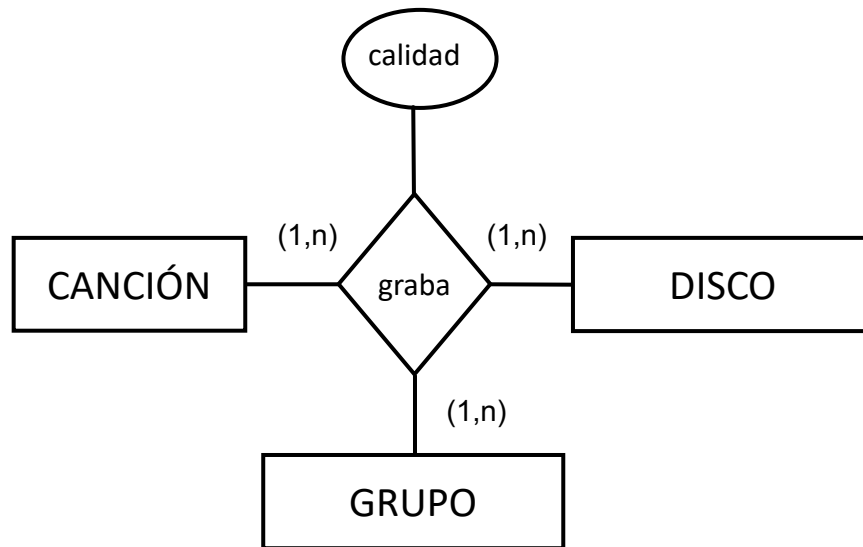 calidad
(1,n) (1,n)
CANCIÓN graba DISCO
(1,n)
GRUPO